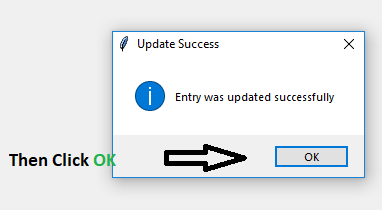 Update Success
Entry was updated successfully
Then Click OK
OK